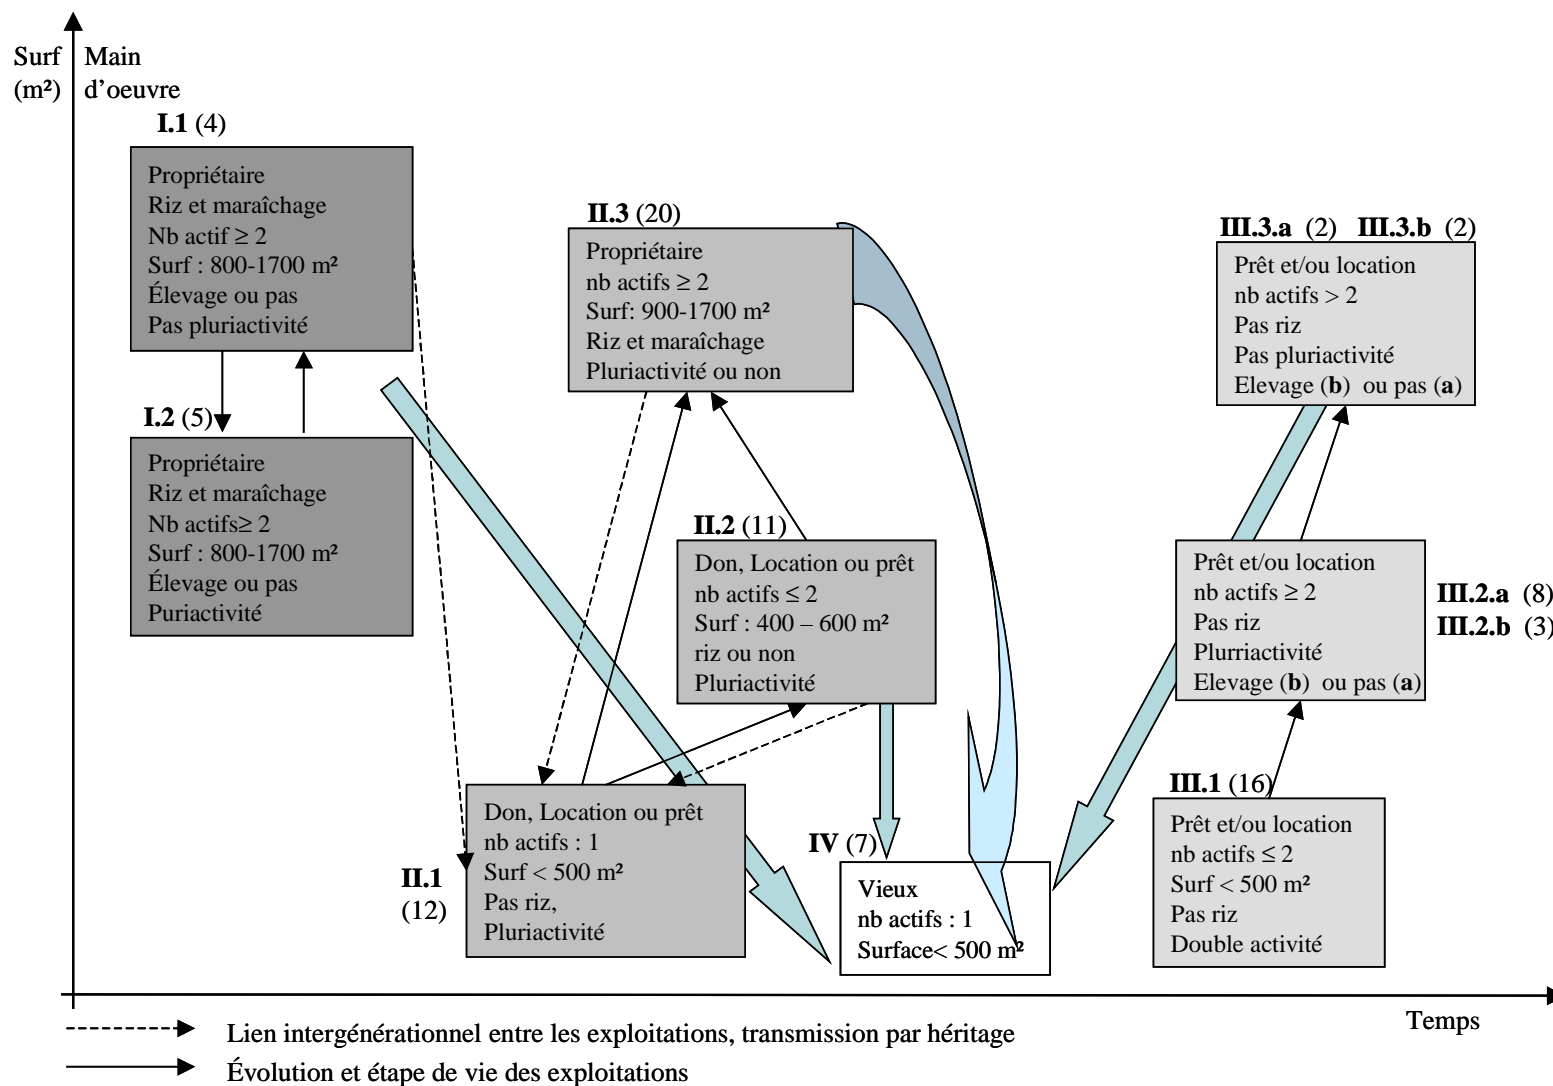 Surf
(m²)
Main
d'oeuvre
I.1 (4)
Propriétaire
Riz et maraîchage
Nb actif ≥ 2
Surf : 800-1700 m²
Élevage ou pas
Pas pluriactivité
I.2 (5)
Propriétaire
Riz et maraîchage
Nb actifs≥ 2
Surf : 800-1700 m²
Élevage ou pas
Puriactivité
II.3 (20)
Propriétaire
nb actifs ≥ 2
Surf: 900-1700 m²
Riz et maraîchage
Pluriactivité ou non
II.2 (11)
Don, Location ou prêt
nb actifs ≤ 2
Surf : 400 – 600 m²
riz ou non
Pluriactivité
II.1
(12)
Don, Location ou prêt
nb actifs : 1
Surf < 500 m²
Pas riz,
Pluriactivité
IV (7)
Vieux
nb actifs : 1
Surface< 500 m²
III.3.a (2) III.3.b (2)
Prêt et/ou location
nb actifs > 2
Pas riz
Pas pluriactivité
Elevage (b) ou pas (a)
Prêt et/ou location
nb actifs ≥ 2
Pas riz
Plurriactivité
Elevage (b) ou pas (a)
III.2.a (8)
III.2.b (3)
III.1 (16)
Prêt et/ou location
nb actifs ≤ 2
Surf < 500 m²
Pas riz
Double activité
Temps
Lien intergénérationnel entre les exploitations, transmission par héritage
Évolution et étape de vie des exploitations